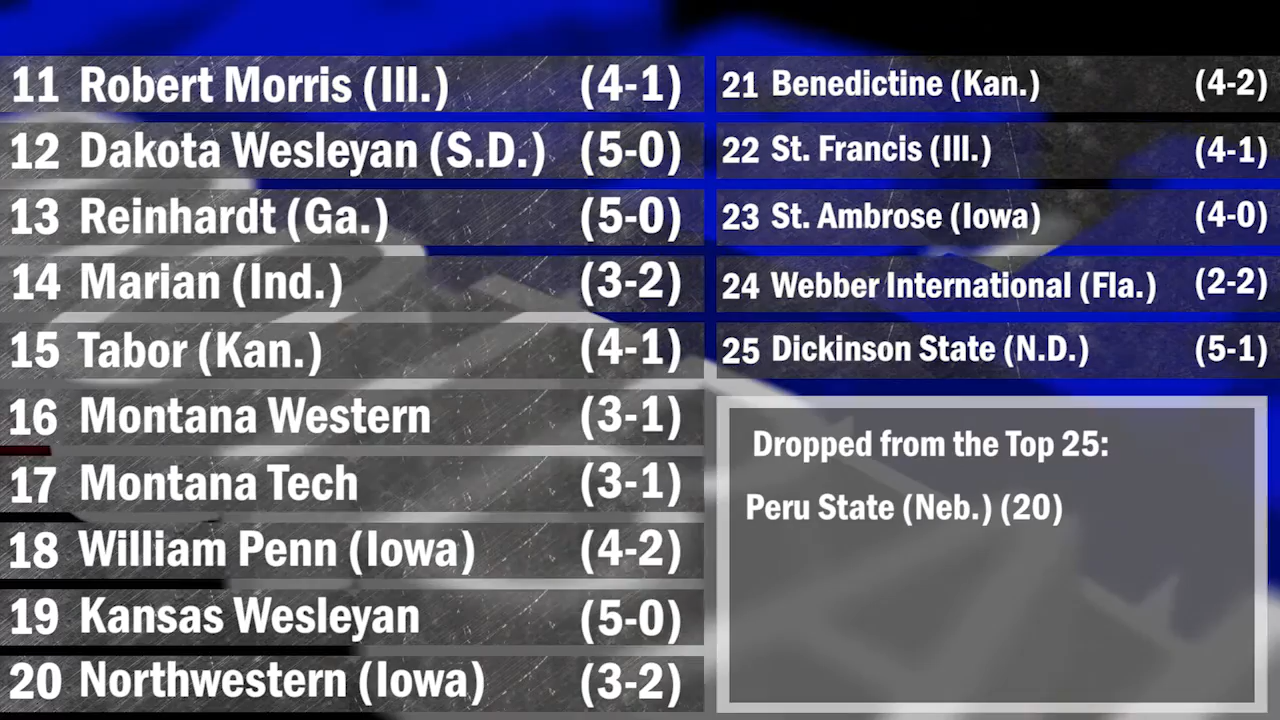 11 Robert Morris (Ill.) (4-1)
12 Dakota Wesleyan (S.D.) (5-0)
13 Reinhardt (Ga.) (5-0)
14 Marian (Ind.) (3-2)
15 Tabor (Kan.) (4-1)
16 Montana Western (3-1)
17 Montana Tech (3-1)
18 William Penn (Iowa) (4-2)
19 Kansas Wesleyan (5-0)
20 Northwestern (Iowa) (3-2)
21 Benedictine (Kan.) (4-2)
22 St. Francis (Ill.) (4-1)
23 St. Ambrose (Iowa) (4-0)
24 Webber International (Fla.) (2-2)
25 Dickinson State (N.D.) (5-1)
Dropped from the Top 25:
Peru State (Neb.) (20)